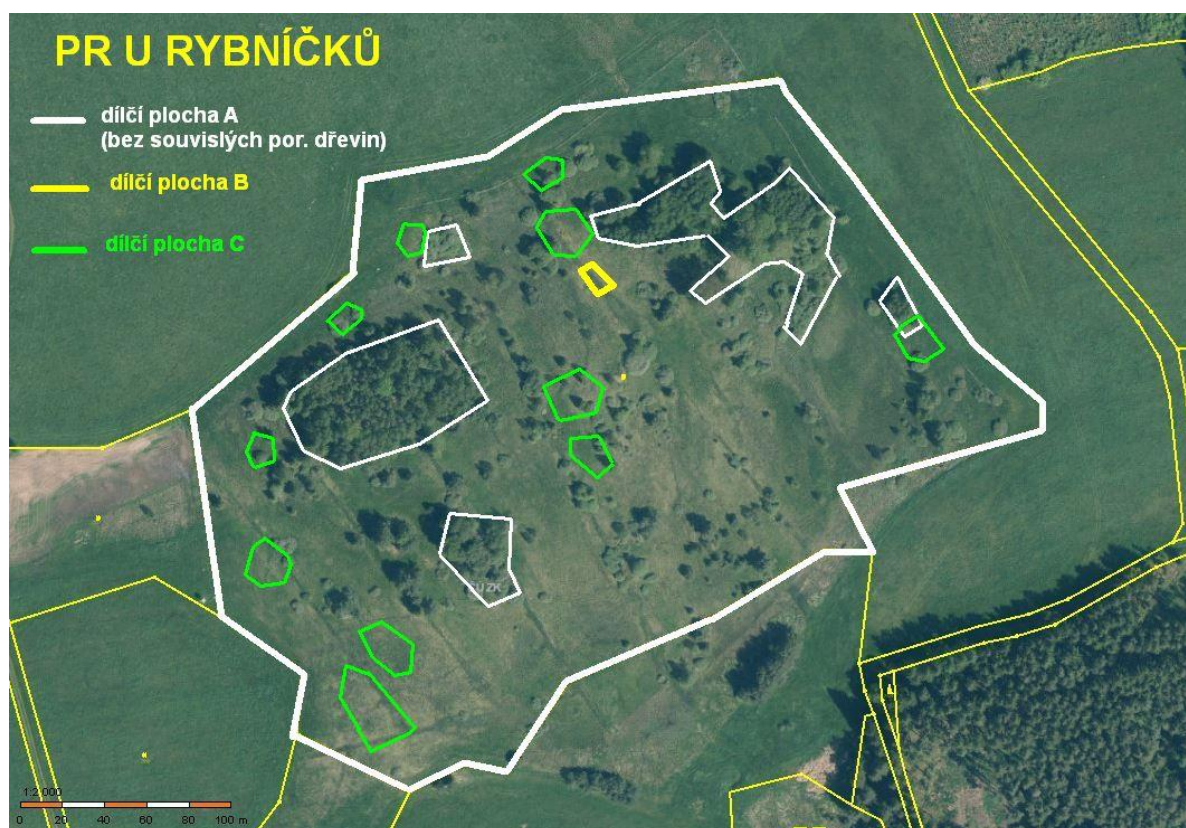 PR U RYBNÍČKŮ
dílčí plocha A
(bez souvislých por. dřevin)
dílčí plocha B
dílčí plocha C
1:2 000
0 20 40 60 80 100 m